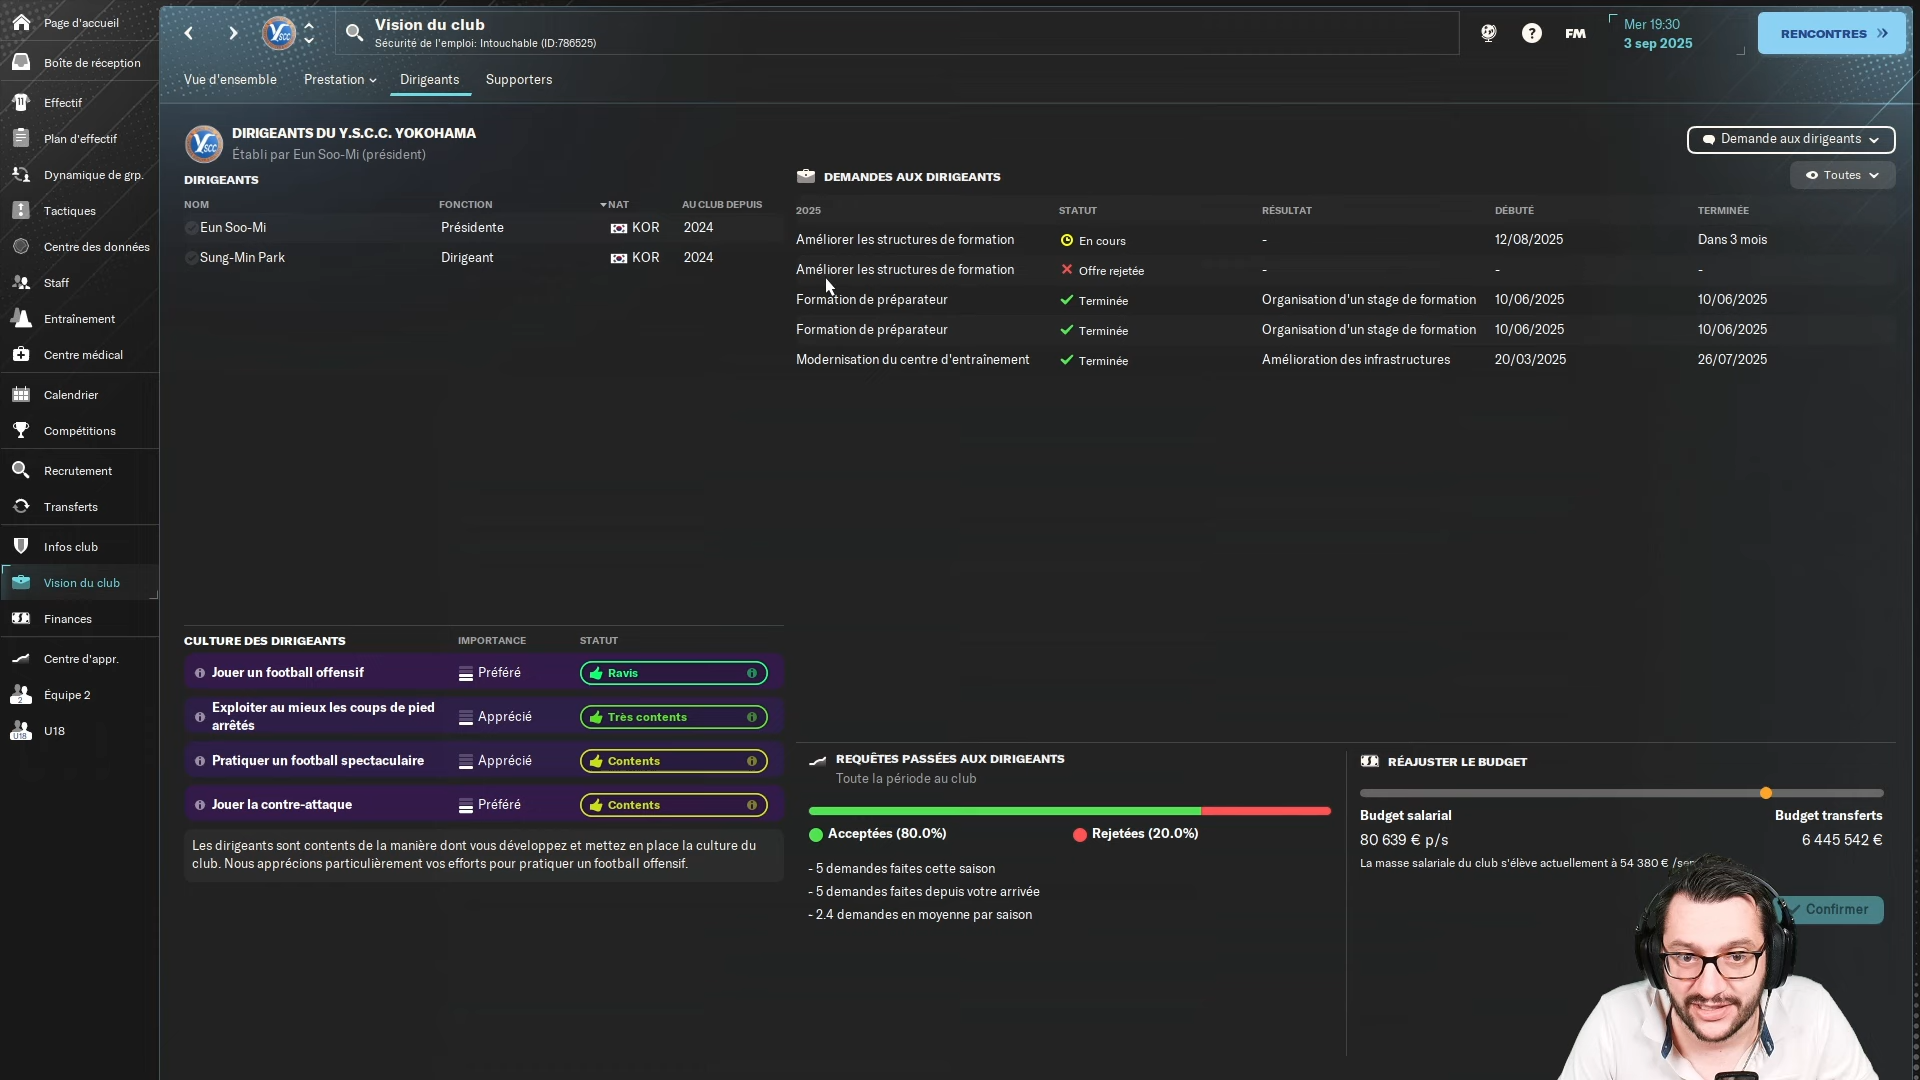 Page d'accueil
Boîte de réception
Effectif
Plan d'effectif
Dynamique de grp.
Tactiques
Centre des données
Staff
Entraînement
Centre médical
Calendrier
Compétitions
Recrutement
Transferts
Infos club
Vision du club
Finances
Centre d'appr.
Équipe 2
U18
Vision du club
Sécurité de l'emploi: Intouchable (ID:786525)
FM
Mer 19:30
3 sep 2025
RENCONTRES
Vue d'ensemble Prestation Dirigeants Supporters
DIRIGEANTS DU Y.S.C.C. YOKOHAMA
Établi par Eun Soo-Mi (président)
Demande aux dirigeants
DIRIGEANTS
NOM FONCTION NAT AU CLUB DEPUIS
Eun Soo-Mi Présidente KOR 2024
Sung-Min Park Dirigeant KOR 2024
DEMANDES AUX DIRIGEANTS
Toutes
2025 STATUT RÉSULTAT DÉBUTÉ TERMINÉE
Améliorer les structures de formation En cours - 12/08/2025 Dans 3 mois
Améliorer les structures de formation Offre rejetée - - -
Formation de préparateur Terminée Organisation d'un stage de formation 10/06/2025 10/06/2025
Formation de préparateur Terminée Organisation d'un stage de formation 10/06/2025 10/06/2025
Modernisation du centre d'entraînement Terminée Amélioration des infrastructures 20/03/2025 26/07/2025
CULTURE DES DIRIGEANTS IMPORTANCE STATUT
Jouer un football offensif Préféré Ravis
Exploiter au mieux les coups de pied
arrêtés Apprécié Très contents
Pratiquer un football spectaculaire Apprécié Contents
Jouer la contre-attaque Préféré Contents
Les dirigeants sont contents de la manière dont vous développez et mettez en place la culture du
club. Nous apprécions particulièrement vos efforts pour pratiquer un football offensif.
REQUÊTES PASSÉES AUX DIRIGEANTS
Toute la période au club
Acceptées (80.0%) Rejetées (20.0%)
- 5 demandes faites cette saison
- 5 demandes faites depuis votre arrivée
- 2.4 demandes en moyenne par saison
RÉAJUSTER LE BUDGET
Budget salarial Budget transferts
80 639 € p/s 6 445 542 €
La masse salariale du club s'élève actuellement à 54 380 €
Confirmer